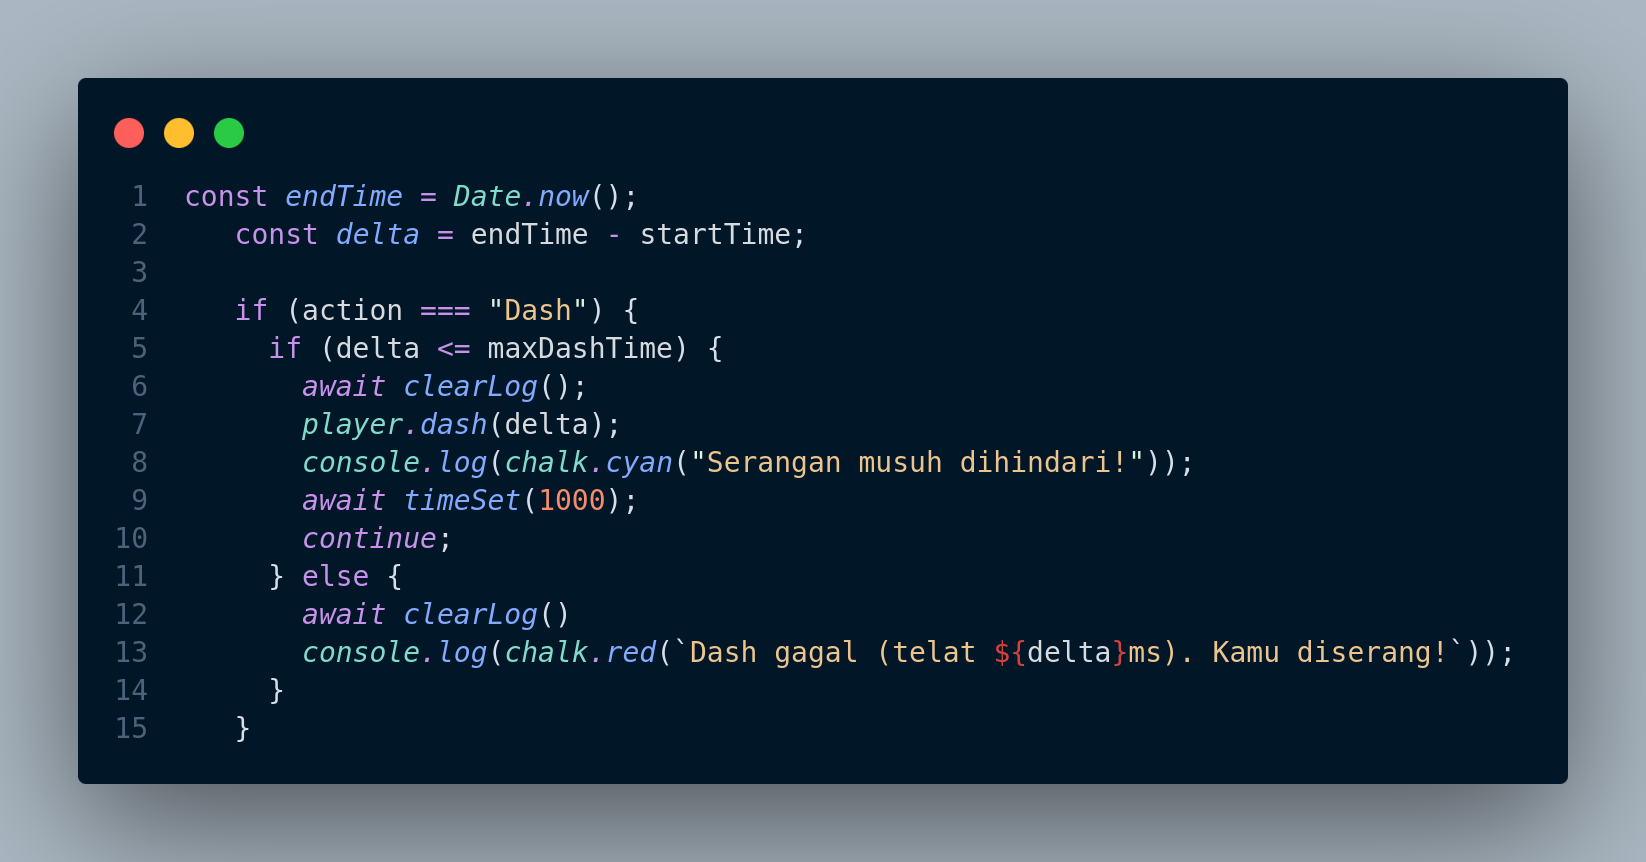 1 const endTime = Date.now();
2    const delta = endTime - startTime;
3
4    if (action === "Dash") {
5      if (delta <= maxDashTime) {
6        await clearLog();
7        player.dash(delta);
8        console.log(chalk.cyan("Serangan musuh dihindari!"));
9        await timeSet(1000);
10       continue;
11     } else {
12       await clearLog()
13       console.log(chalk.red(`Dash gagal (telat ${delta}ms). Kamu diserang!`));
14     }
15   }